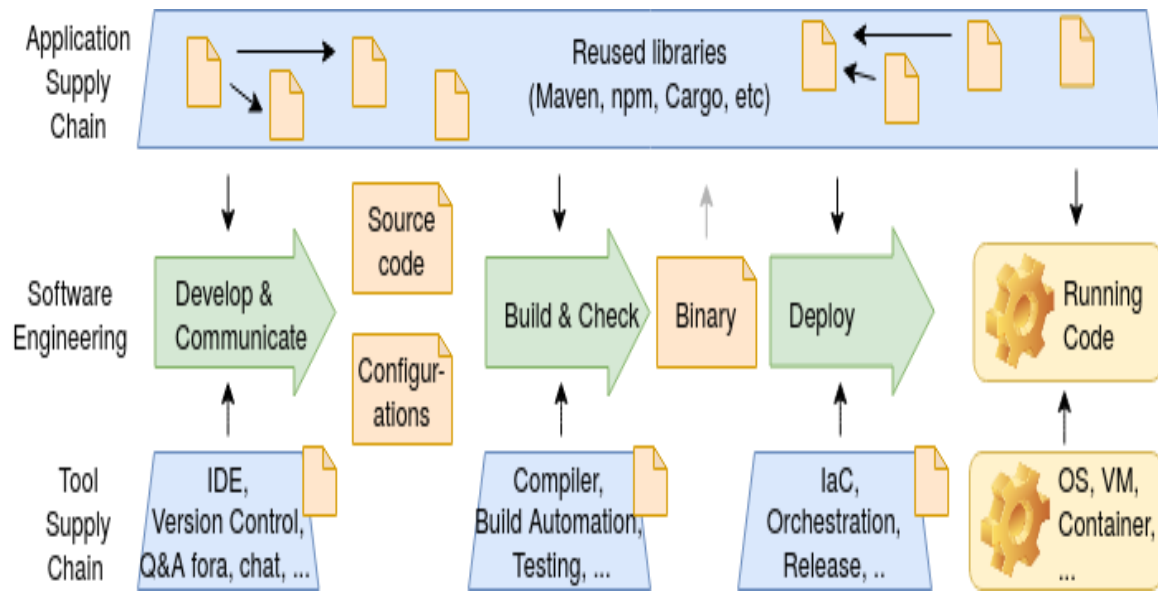 Application
Supply
Chain
Reused libraries
(Maven, npm, Cargo, etc)
Software
Engineering
Develop &
Communicate
Source
code
Configur-
ations
Build & Check
Binary
Deploy
Running
Code
Tool
Supply
Chain
IDE,
Version Control,
Q&A fora, chat, ...
Compiler,
Build Automation,
Testing, ...
IaC,
Orchestration,
Release, ..
OS, VM,
Container,
...